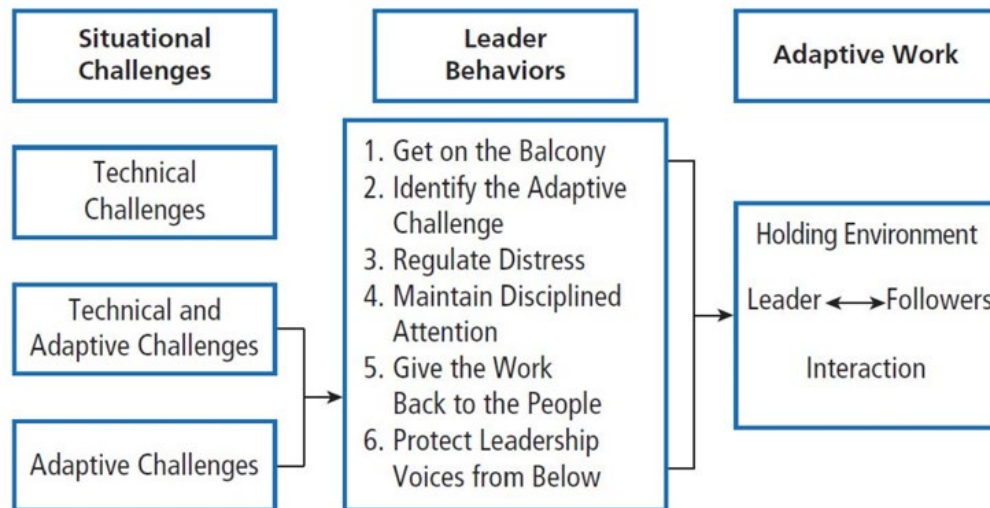 Situational
Challenges
Leader
Behaviors
Adaptive Work
Technical
Challenges
Technical and
Adaptive Challenges
Adaptive Challenges
1. Get on the Balcony
2. Identify the Adaptive
Challenge
3. Regulate Distress
4. Maintain Disciplined
Attention
5. Give the Work
Back to the People
6. Protect Leadership
Voices from Below
Holding Environment
Leader Followers
Interaction